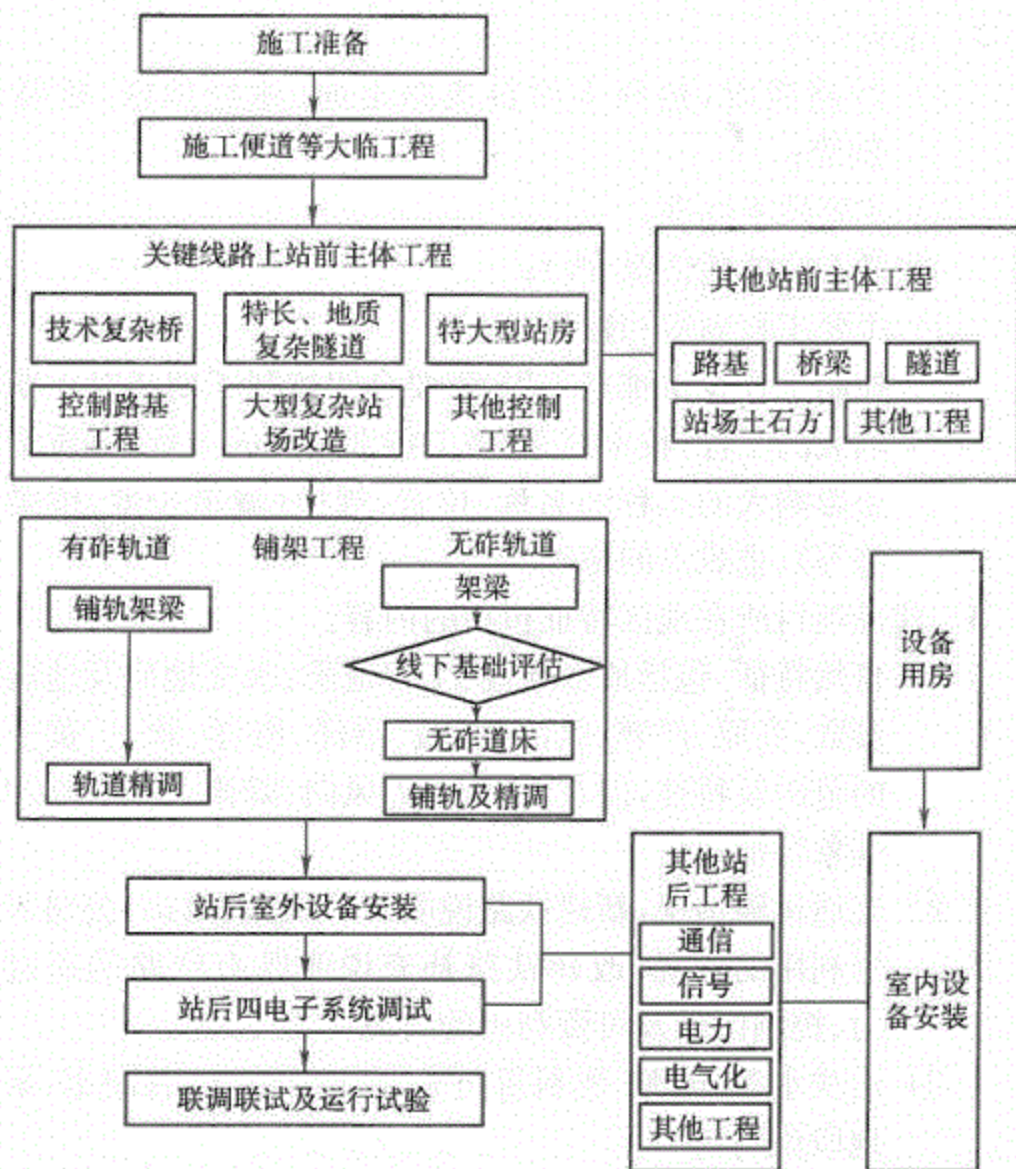 施工准备
施工便道等大临工程
关键线路上站前主体工程
技术复杂桥
特长、地质
复杂隧道
特大型站房
控制路基
工程
大型复杂站
场改造
其他控制
工程
其他站前主体工程
路基
桥梁
隧道
站场土石方
其他工程
有砟轨道
铺架工程
无砟轨道
铺轨架梁
轨道精调
架梁
线下基础评估
无砟道床
铺轨及精调
设备
用房
站后室外设备安装
站后四电子系统调试
联调联试及运行试验
其他站
后工程
通信
信号
电力
电气化
其他工程
室内设
备安装